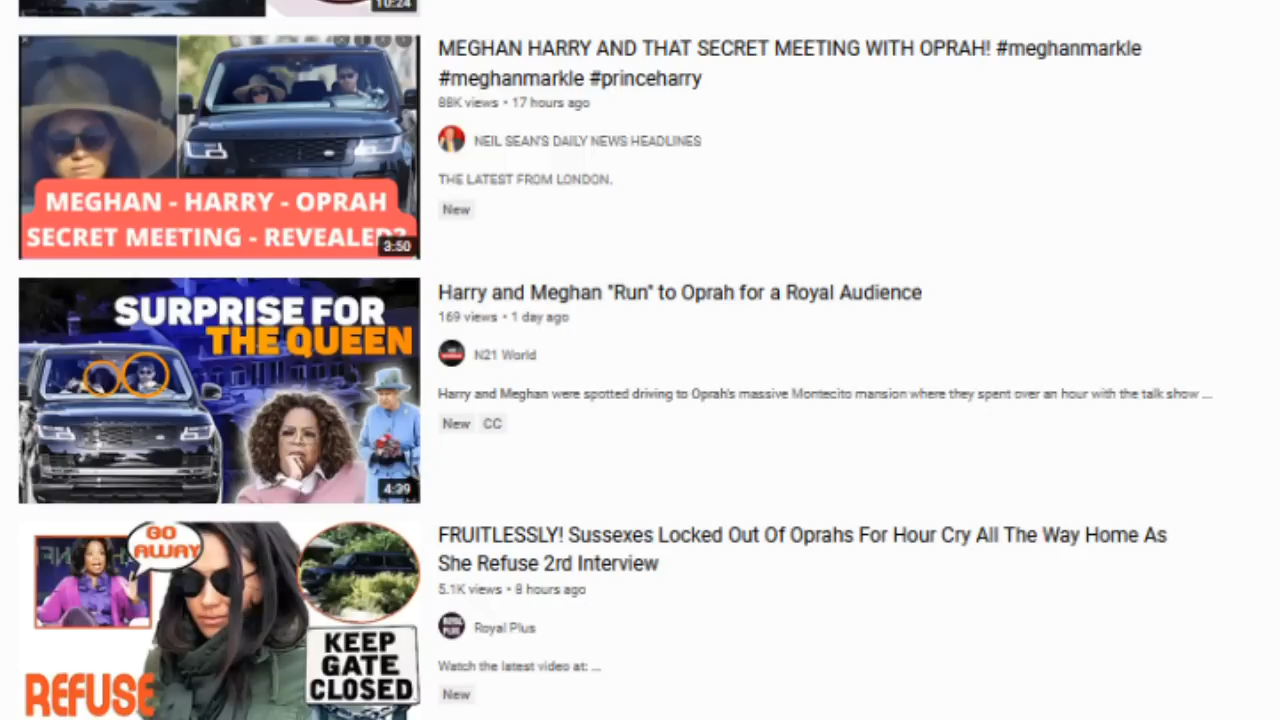 10:24
MEGHAN - HARRY - OPRAH
SECRET MEETING - REVEALED?
3:50
MEGHAN HARRY AND THAT SECRET MEETING WITH OPRAH! #meghanmarkle
#meghanmarkle #princeharry
88K views • 17 hours ago
NEIL SEAN'S DAILY NEWS HEADLINES
THE LATEST FROM LONDON.
New
SURPRISE FOR
THE QUEEN
4:39
Harry and Meghan "Run" to Oprah for a Royal Audience
169 views • 1 day ago
N21 World
Harry and Meghan were spotted driving to Oprah's massive Montecito mansion where they spent over an hour with the talk show ...
New CC
GO
AWAY
KEEP
GATE
CLOSED
REFUSE
FRUITLESSLY! Sussexes Locked Out Of Oprahs For Hour Cry All The Way Home As
She Refuse 2rd Interview
5.1K views • 8 hours ago
ROYAL
PLUS
Royal Plus
Watch the latest video at: ...
New